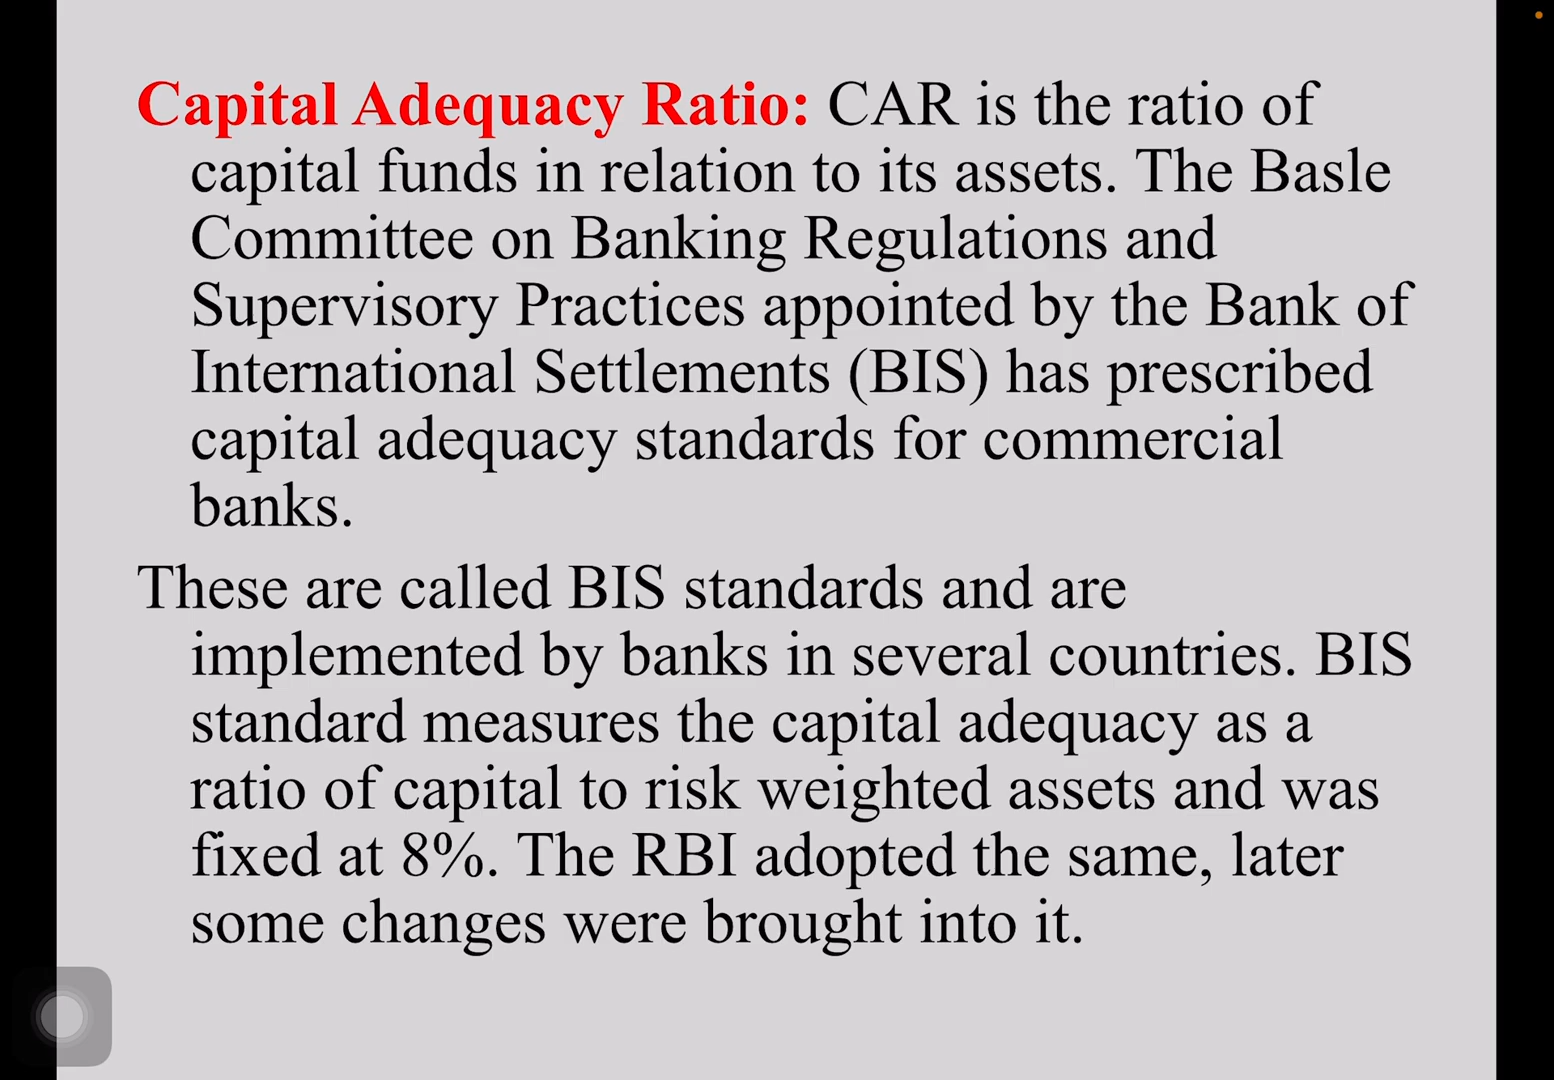 Capital Adequacy Ratio: CAR is the ratio of
capital funds in relation to its assets. The Basle
Committee on Banking Regulations and
Supervisory Practices appointed by the Bank of
International Settlements (BIS) has prescribed
capital adequacy standards for commercial
banks.
These are called BIS standards and are
implemented by banks in several countries. BIS
standard measures the capital adequacy as a
ratio of capital to risk weighted assets and was
fixed at 8%. The RBI adopted the same, later
some changes were brought into it.